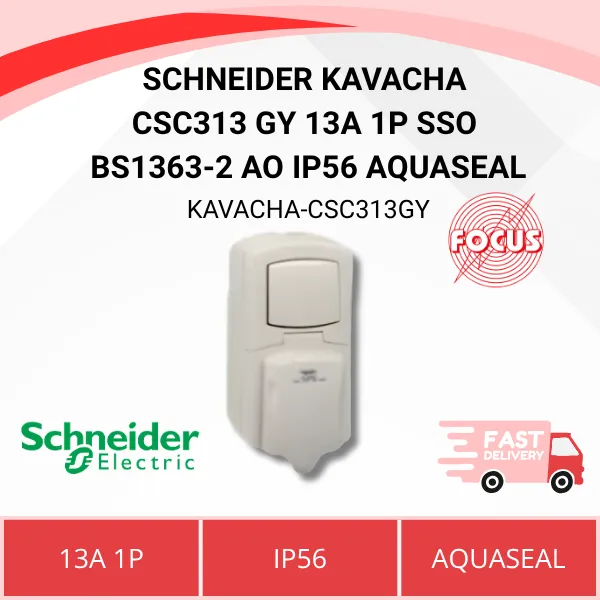 SCHNEIDER KAVACHA
CSC313 GY 13A 1P SSO
BS1363-2 AO IP56 AQUASEAL
KAVACHA-CSC313GY
FOCUS
Schneider
Electric
FAST
DELIVERY
13A 1P
IP56
AQUASEAL